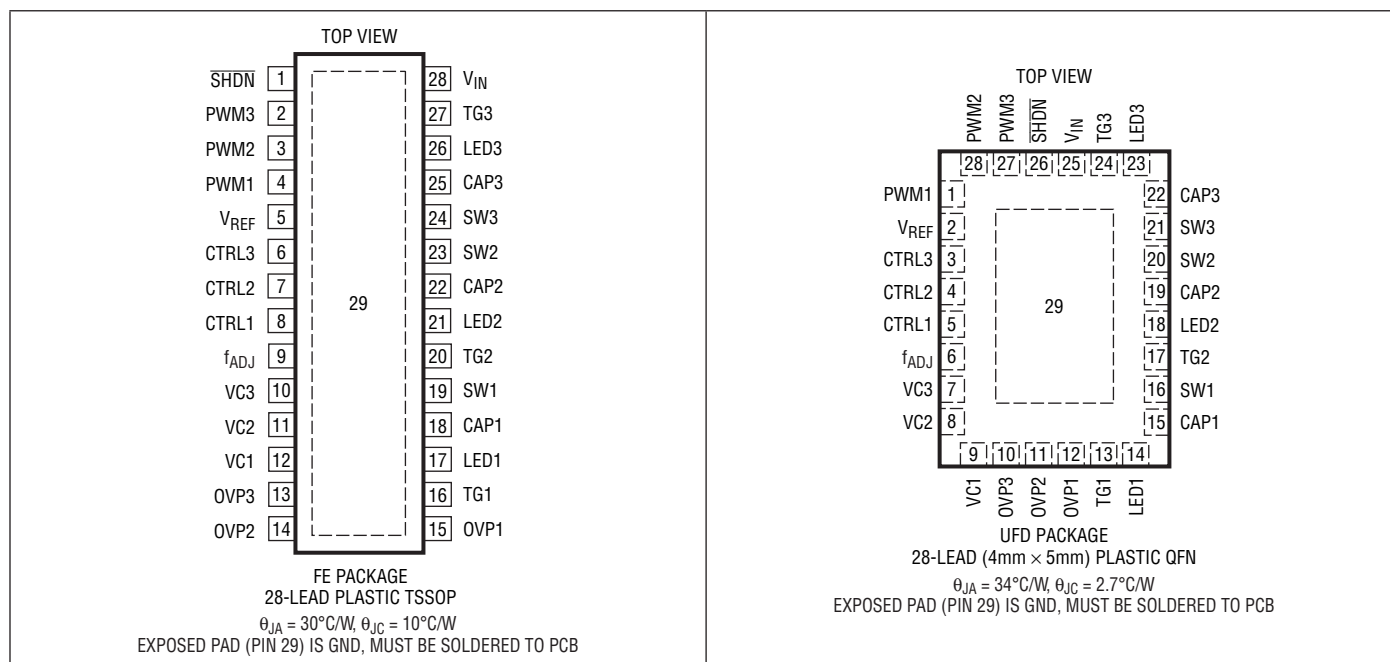 TOP VIEW
SHDN 1 28 VIN
PWM3 2 27 TG3
PWM2 3 26 LED3
PWM1 4 25 CAP3
VREF 5 24 SW3
CTRL3 6 23 SW2
CTRL2 7 22 CAP2
CTRL1 8 21 LED2
fADJ 9 20 TG2
VC3 10 19 SW1
VC2 11 18 CAP1
VC1 12 17 LED1
OVP3 13 16 TG1
OVP2 14 15 OVP1
29
FE PACKAGE
28-LEAD PLASTIC TSSOP
θJA = 30°C/W, θJC = 10°C/W
EXPOSED PAD (PIN 29) IS GND, MUST BE SOLDERED TO PCB
TOP VIEW
PWM2 PWM3 SHDN VIN TG3 LED3
28 27 26 25 24 23
PWM1 1 22 CAP3
VREF 2 21 SW3
CTRL3 3 20 SW2
CTRL2 4 19 CAP2
CTRL1 5 18 LED2
fADJ 6 17 TG2
VC3 7 16 SW1
VC2 8 15 CAP1
29
9 10 11 12 13 14
VC1 OVP3 OVP2 OVP1 TG1 LED1
UFD PACKAGE
28-LEAD (4mm × 5mm) PLASTIC QFN
θJA = 34°C/W, θJC = 2.7°C/W
EXPOSED PAD (PIN 29) IS GND, MUST BE SOLDERED TO PCB